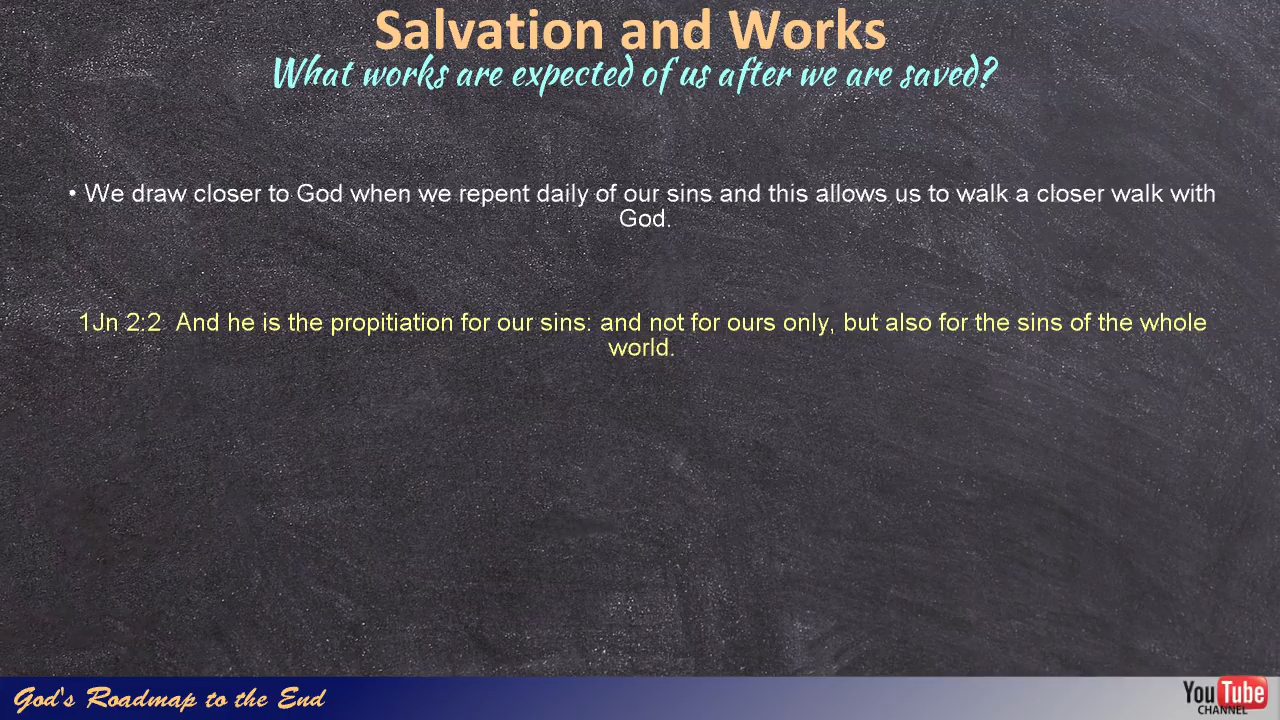 Salvation and Works
What works are expected of us after we are saved?
• We draw closer to God when we repent daily of our sins and this allows us to walk a closer walk with
God.
1Jn 2:2  And he is the propitiation for our sins: and not for ours only, but also for the sins of the whole
world.
God's Roadmap to the End
YouTube
CHANNEL